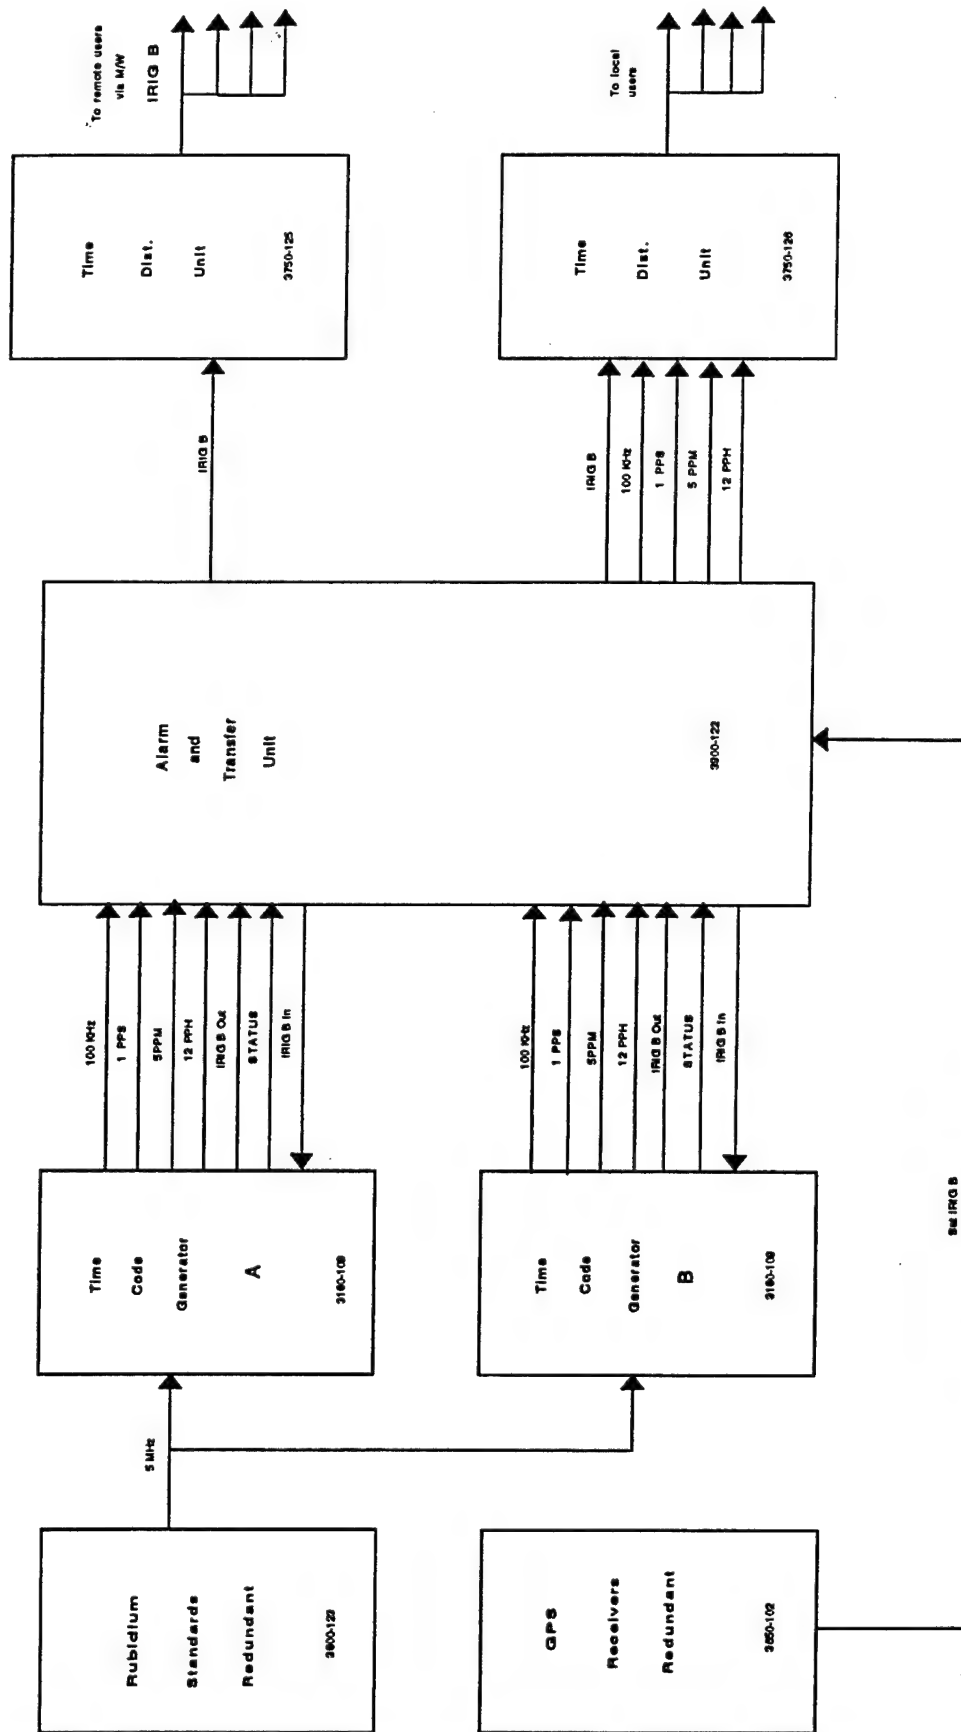 Rubidium
Standards
Redundant
5 MHz
GPS
Receivers
Redundant
3850-102
Time
Code
Generator
A
3160-109
Time
Code
Generator
B
3160-109
100 KHz
1 PPS
5PPM
12 PPH
IRIG B Out
STATUS
IRIG B In
100 KHz
1 PPS
5PPM
12 PPH
IRIG B Out
STATUS
IRIG B In
IRIG B
Alarm
and
Transfer
Unit
3900-122
IRIG B
IRIG B
100 KHz
1 PPS
5 PPM
12 PPH
Time
Dist.
Unit
3750-125
Time
Dist.
Unit
3750-126
To remote users
via M/W
IRIG B
To local
users